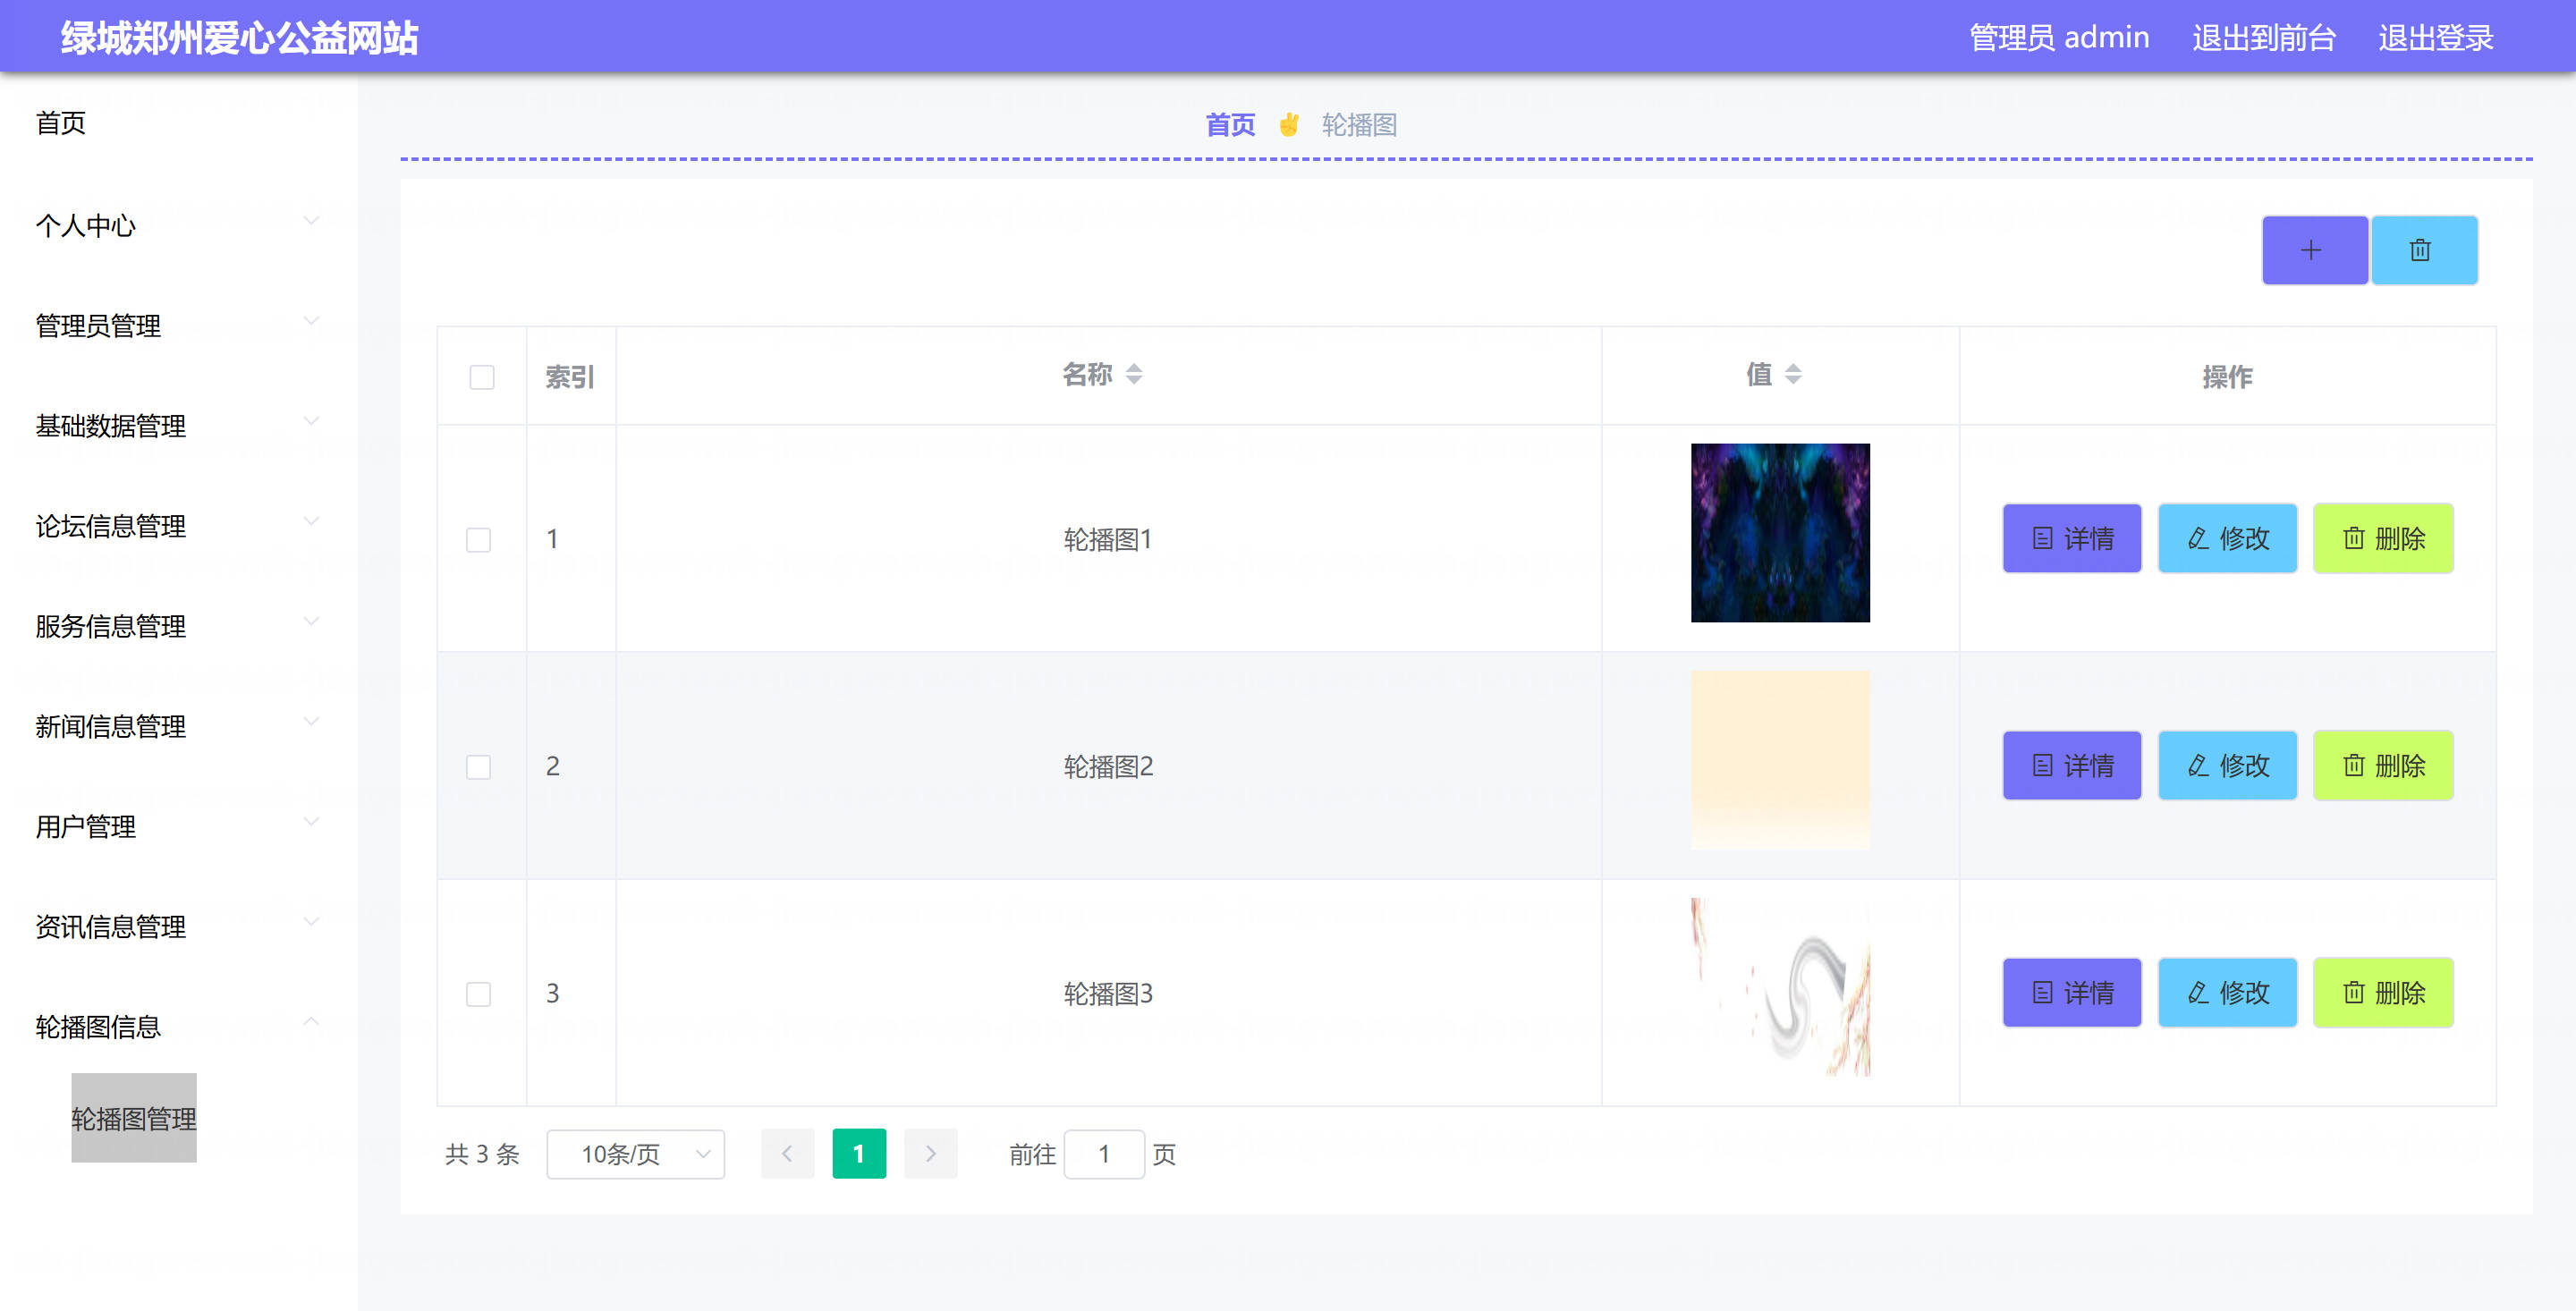 绿城郑州爱心公益网站
管理员 admin 退出到前台 退出登录
首页
个人中心
管理员管理
基础数据管理
论坛信息管理
服务信息管理
新闻信息管理
用户管理
资讯信息管理
轮播图信息
轮播图管理
首页 轮播图
索引 名称 值 操作
1 轮播图1 详情 修改 删除
2 轮播图2 详情 修改 删除
3 轮播图3 详情 修改 删除
共 3 条 10条/页 1 前往 1 页